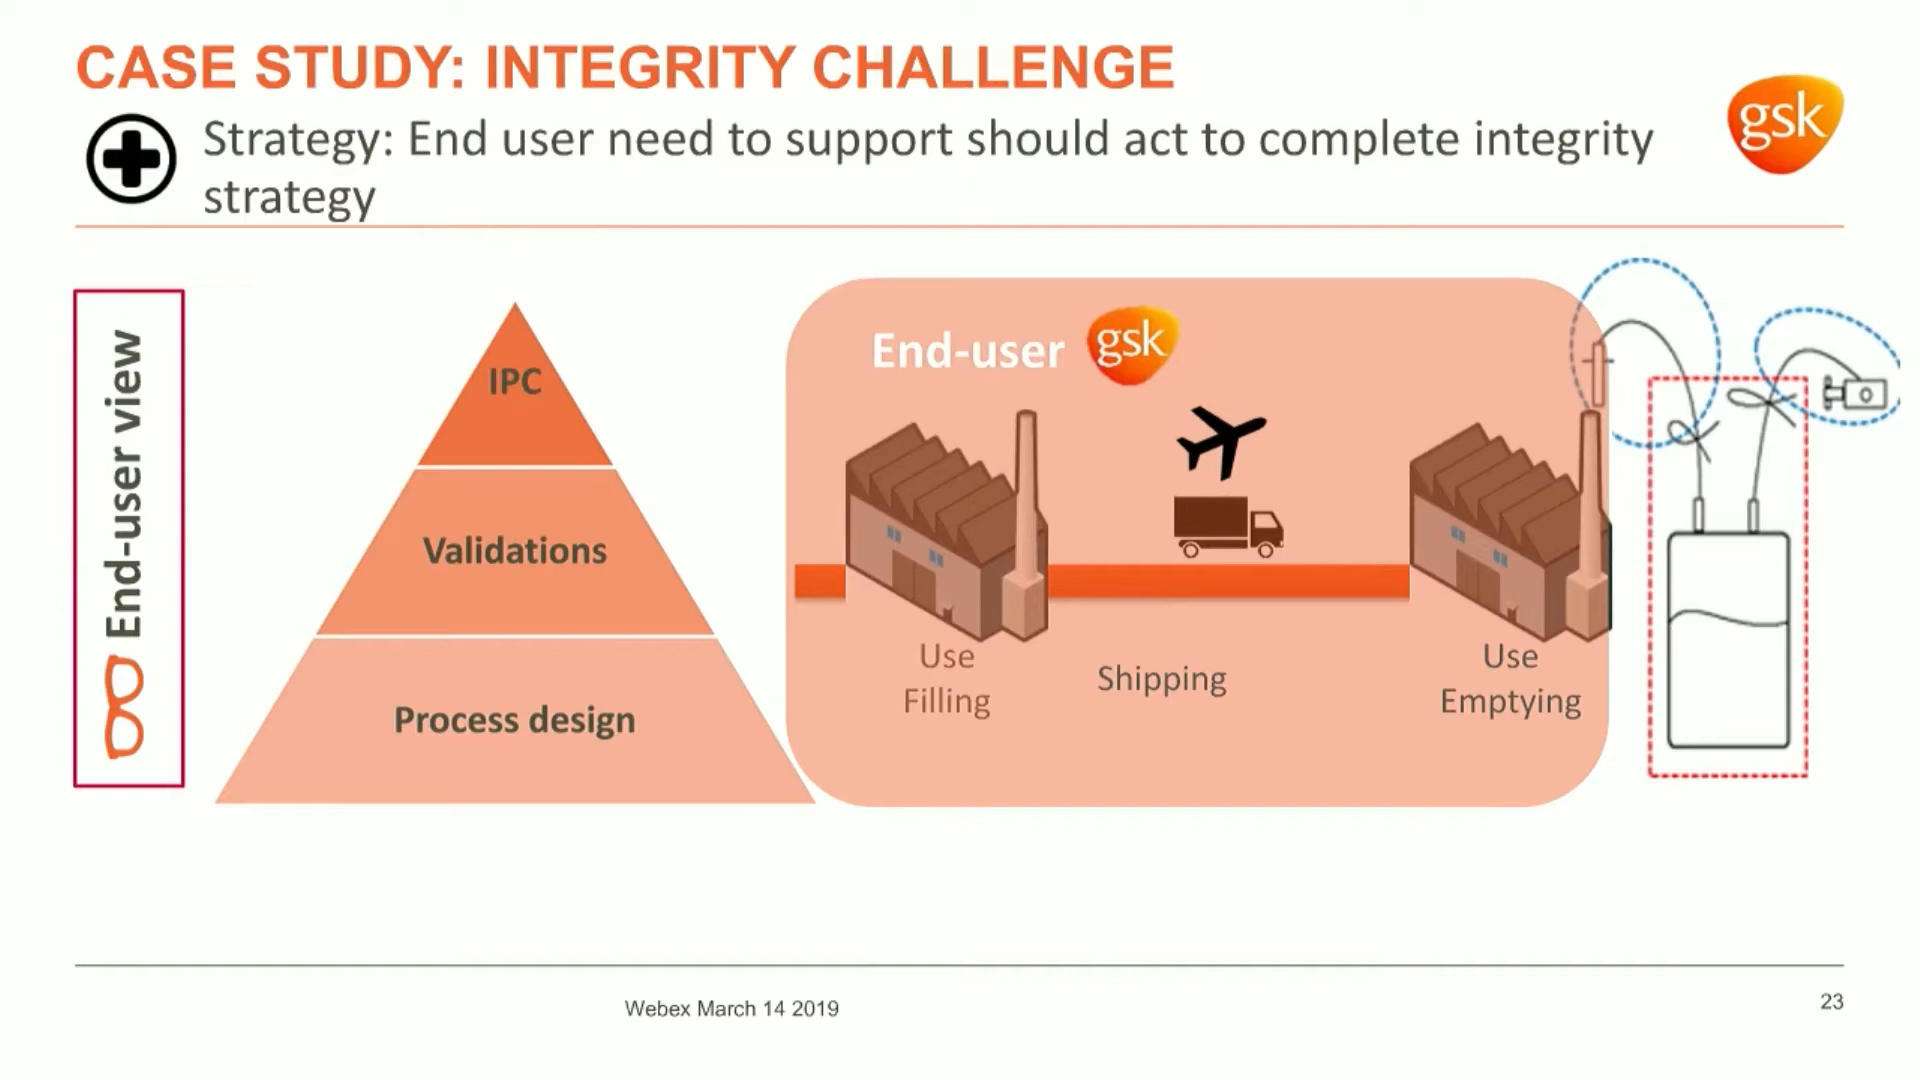 CASE STUDY: INTEGRITY CHALLENGE
Strategy: End user need to support should act to complete integrity
strategy
gsk
End-user view
IPC
Validations
Process design
End-user gsk
Use
Filling
Shipping
Use
Emptying
Webex March 14 2019
23